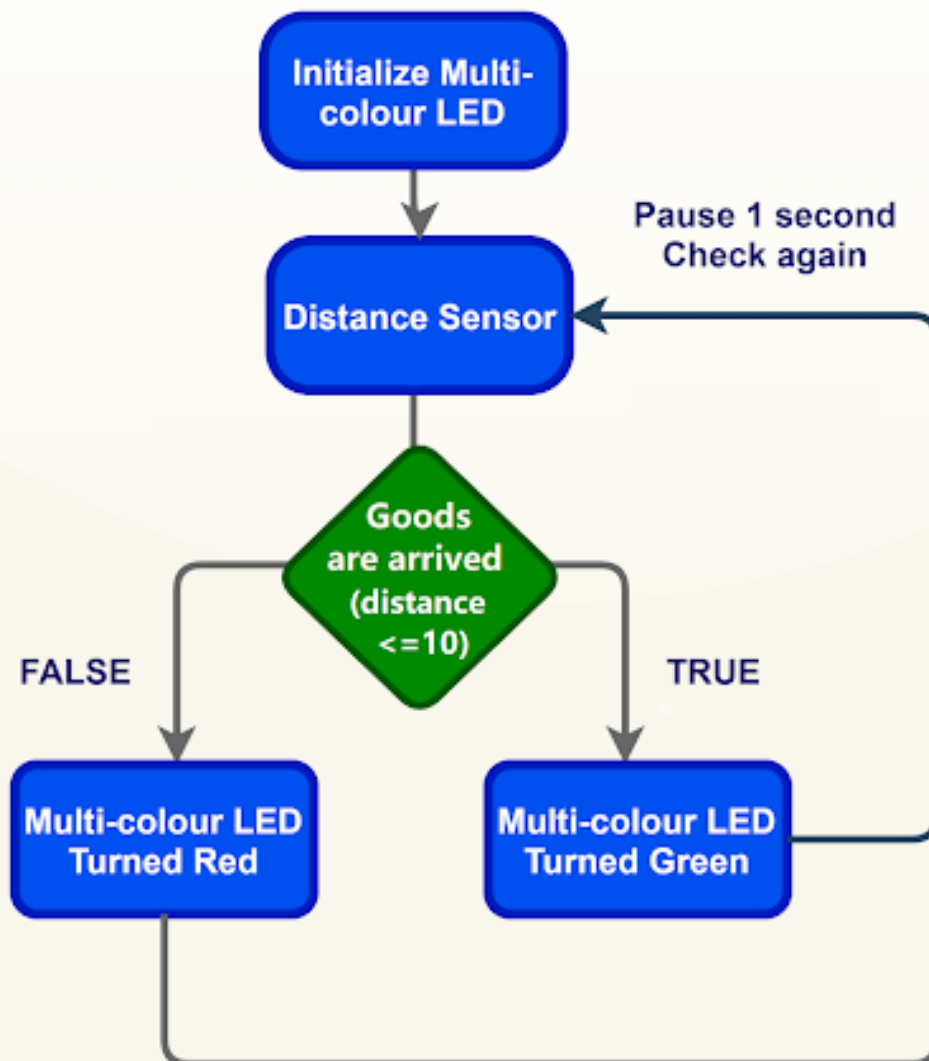 Initialize Multi-
colour LED
Pause 1 second
Check again
Distance Sensor
Goods
are arrived
(distance
<=10)
FALSE
TRUE
Multi-colour LED
Turned Red
Multi-colour LED
Turned Green